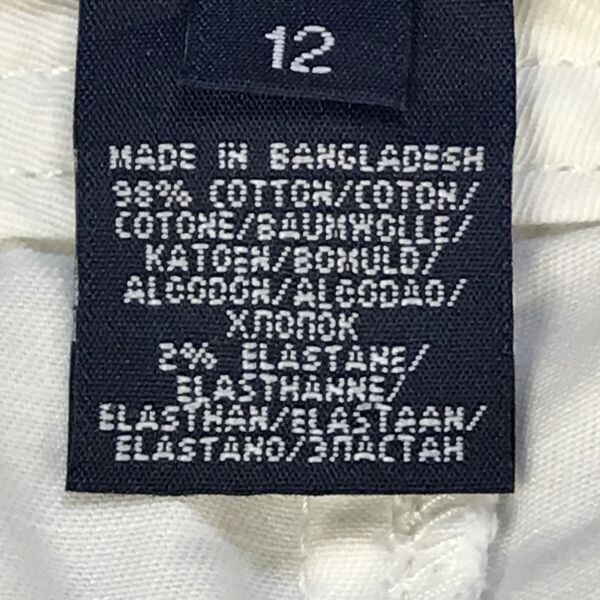 12
MADE IN BANGLADESH
98% COTTON/COTON/
COTONE/BAUMWOLLE/
KATOEN/BOMULD/
ALGODON/ALGODAO/
ХЛОПОК
2% ELASTANE/
ELASTHANNE/
ELASTHAN/ELASTAAN/
ELASTANO/ЭЛАСТАН